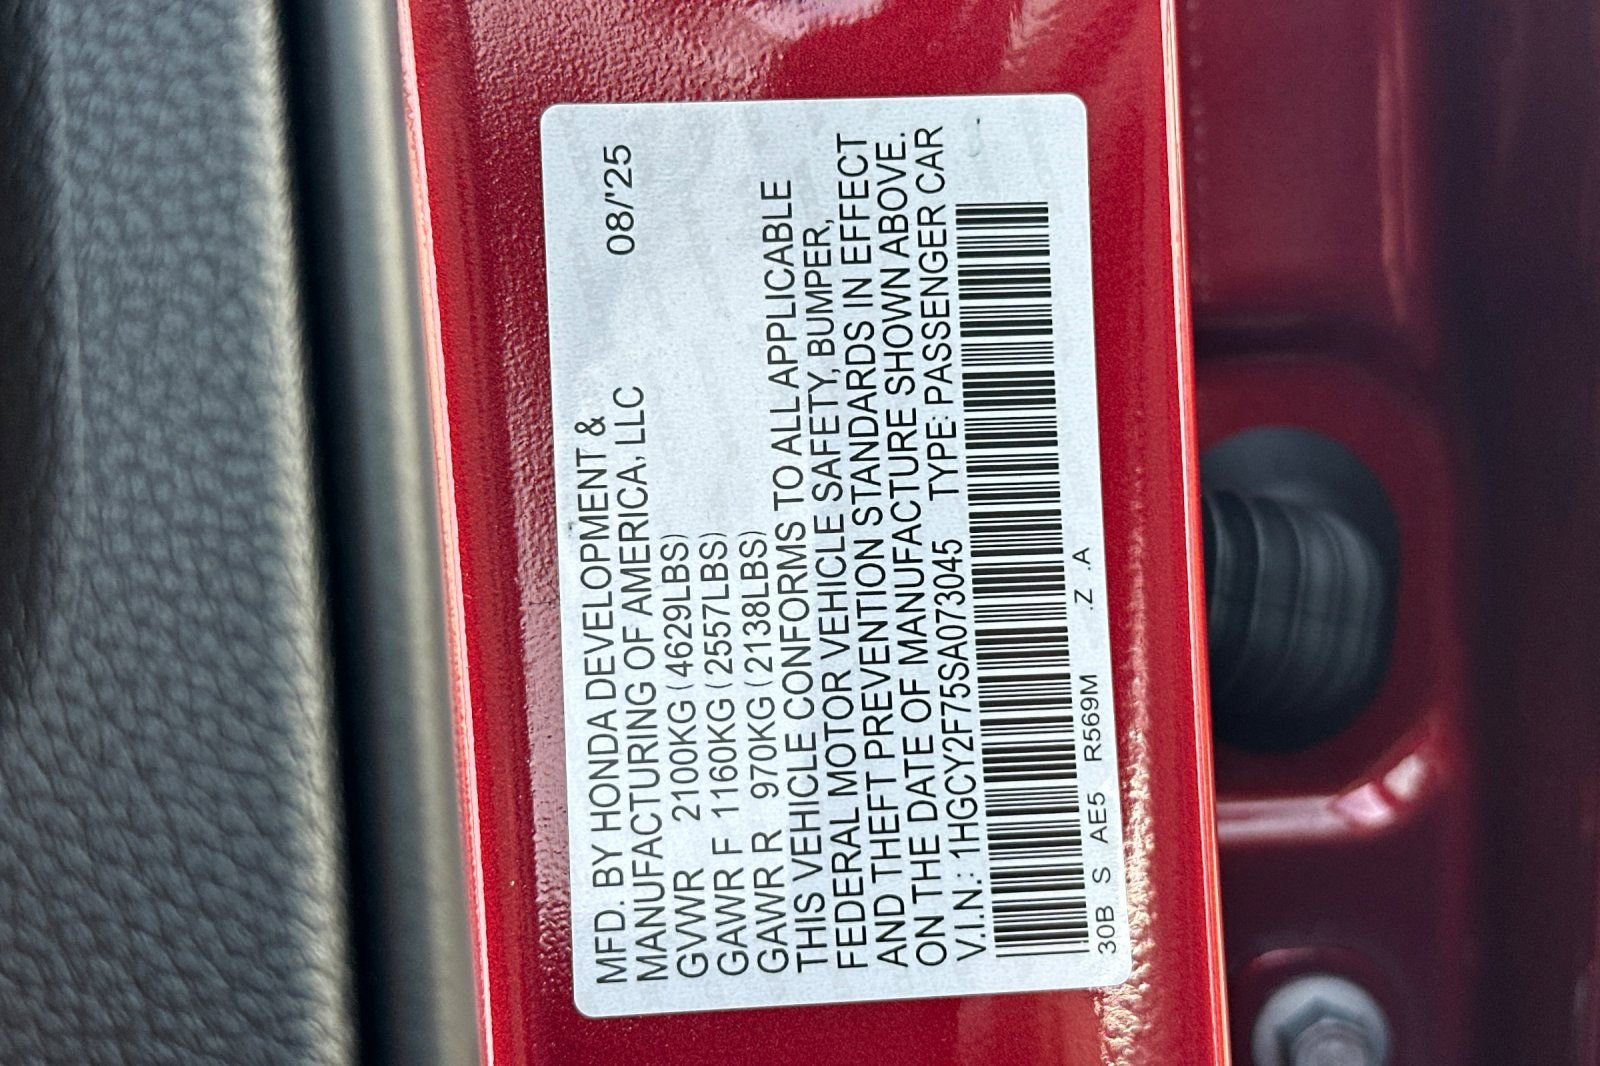 MFD. BY HONDA DEVELOPMENT & 08/'25
MANUFACTURING OF AMERICA, LLC
GVWR 2100KG (4629LBS)
GAWR F 1160KG (2557LBS)
GAWR R 970KG (2138LBS)
THIS VEHICLE CONFORMS TO ALL APPLICABLE
FEDERAL MOTOR VEHICLE SAFETY, BUMPER,
AND THEFT PREVENTION STANDARDS IN EFFECT
ON THE DATE OF MANUFACTURE SHOWN ABOVE.
V.I.N.: 1HGCY2F75SA073045 TYPE: PASSENGER CAR
30B S AE5 R569M .Z .A